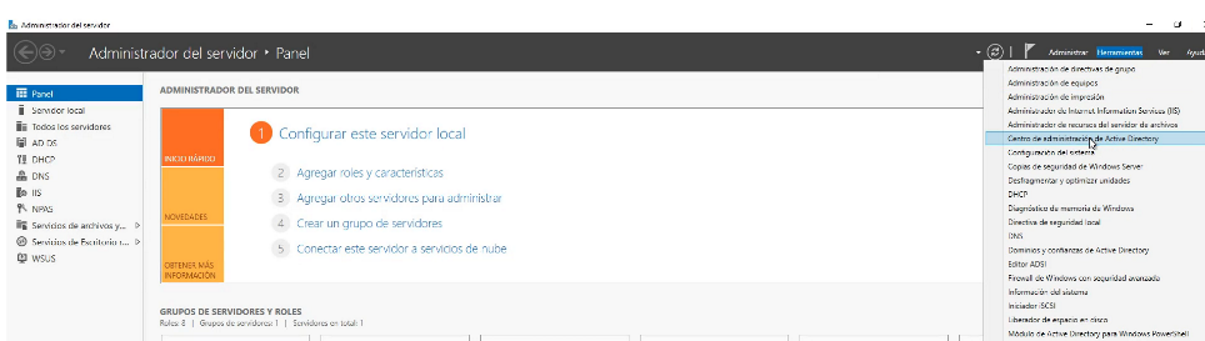 Administrador del servidor
Administrador del servidor ‣ Panel
Administrar Herramientas Ver Ayuda
Panel
Servidor local
Todos los servidores
AD DS
DHCP
DNS
IIS
NPAS
Servicios de archivos y...
Servicios de Escritorio r...
WSUS
ADMINISTRADOR DEL SERVIDOR
INICIO RÁPIDO
NOVEDADES
OBTENER MÁS
INFORMACIÓN
1 Configurar este servidor local
2 Agregar roles y características
3 Agregar otros servidores para administrar
4 Crear un grupo de servidores
5 Conectar este servidor a servicios de nube
GRUPOS DE SERVIDORES Y ROLES
Roles: 8 | Grupos de servidores: 1 | Servidores en total: 1
Administración de directivas de grupo
Administración de equipos
Administración de impresión
Administrador de Internet Information Services (IIS)
Administrador de recursos del servidor de archivos
Centro de administración de Active Directory
Configuración del sistema
Copias de seguridad de Windows Server
Desfragmentar y optimizar unidades
DHCP
Diagnóstico de memoria de Windows
Directiva de seguridad local
DNS
Dominios y confianzas de Active Directory
Editor ADSI
Firewall de Windows con seguridad avanzada
Información del sistema
Iniciador iSCSI
Liberador de espacio en disco
Módulo de Active Directory para Windows PowerShell